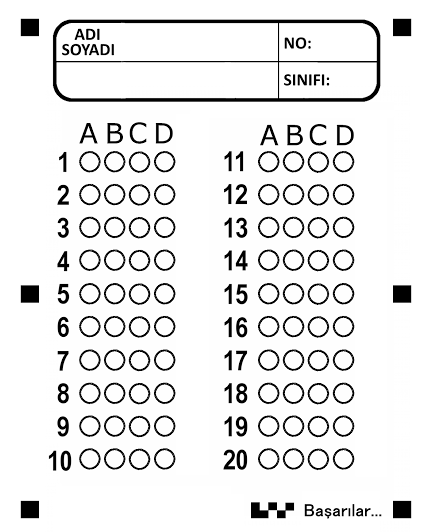 ADI
SOYADI
NO:
SINIFI:
A B C D
1
2
3
4
5
6
7
8
9
10
A B C D
11
12
13
14
15
16
17
18
19
20
Başarılar...